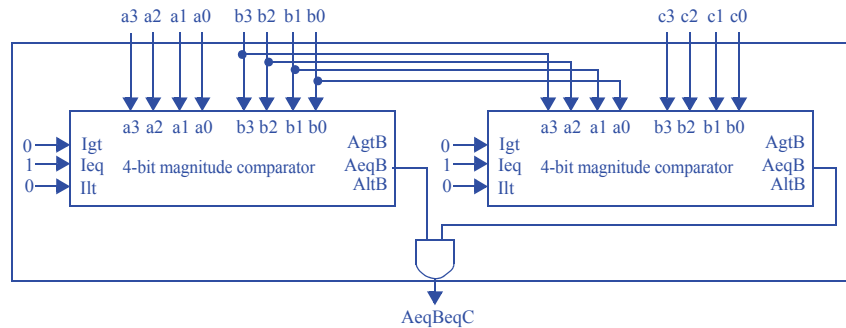 a3 a2 a1 a0 b3 b2 b1 b0 c3 c2 c1 c0
a3 a2 a1 a0 b3 b2 b1 b0
0 Igt AgtB
1 Ieq 4-bit magnitude comparator AeqB
0 Ilt AltB
a3 a2 a1 a0 b3 b2 b1 b0
0 Igt AgtB
1 Ieq 4-bit magnitude comparator AeqB
0 Ilt AltB
AeqBeqC